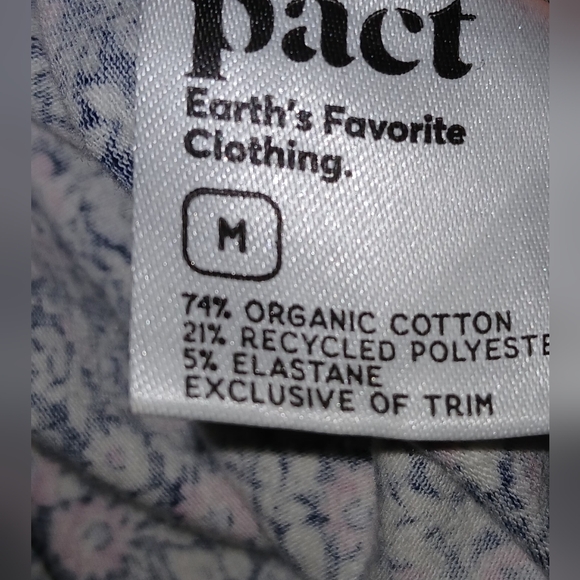 pact
Earth's Favorite
Clothing.
M
74% ORGANIC COTTON
21% RECYCLED POLYESTE
5% ELASTANE
EXCLUSIVE OF TRIM